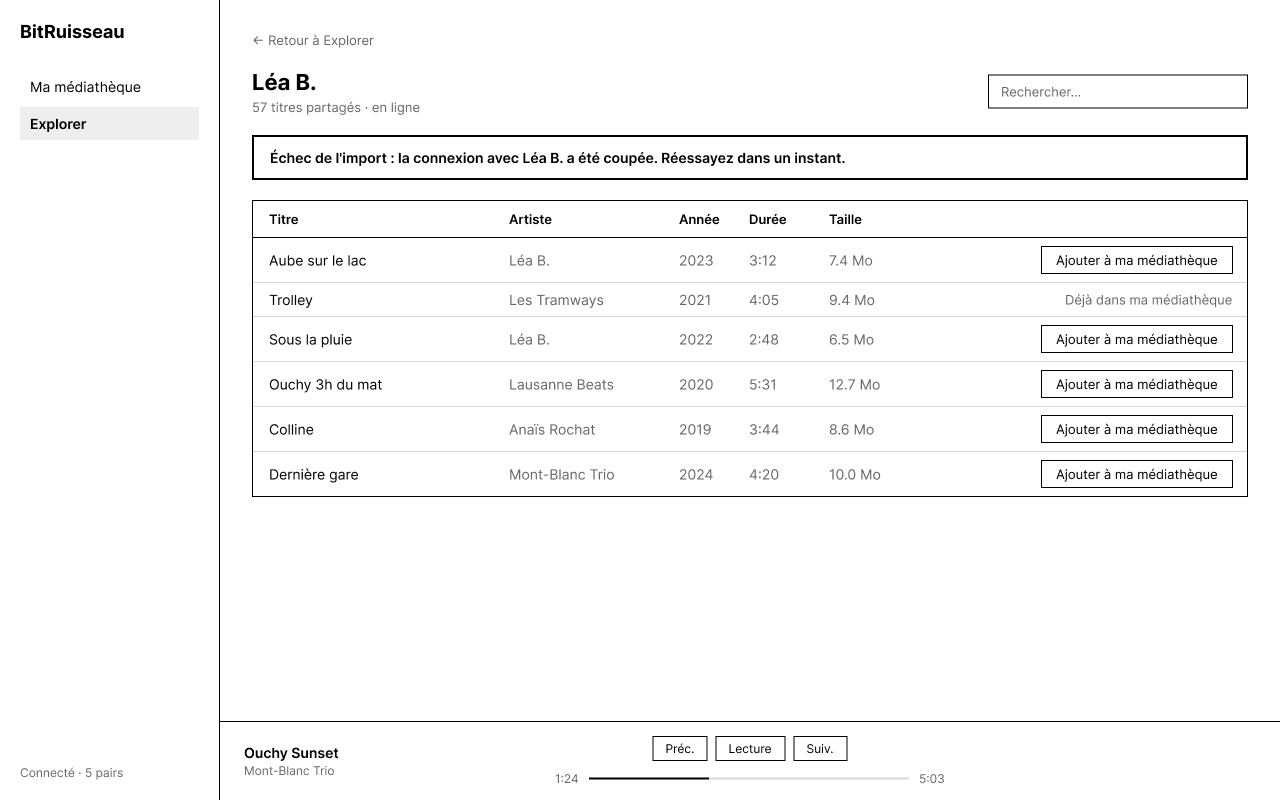 BitRuisseau
Ma médiathèque
Explorer
Connecté · 5 pairs
← Retour à Explorer
Léa B.
57 titres partagés · en ligne
Rechercher...
Échec de l'import : la connexion avec Léa B. a été coupée. Réessayez dans un instant.
Titre Artiste Année Durée Taille
Aube sur le lac Léa B. 2023 3:12 7.4 Mo Ajouter à ma médiathèque
Trolley Les Tramways 2021 4:05 9.4 Mo Déjà dans ma médiathèque
Sous la pluie Léa B. 2022 2:48 6.5 Mo Ajouter à ma médiathèque
Ouchy 3h du mat Lausanne Beats 2020 5:31 12.7 Mo Ajouter à ma médiathèque
Colline Anaïs Rochat 2019 3:44 8.6 Mo Ajouter à ma médiathèque
Dernière gare Mont-Blanc Trio 2024 4:20 10.0 Mo Ajouter à ma médiathèque
Ouchy Sunset
Mont-Blanc Trio
Préc. Lecture Suiv.
1:24 5:03